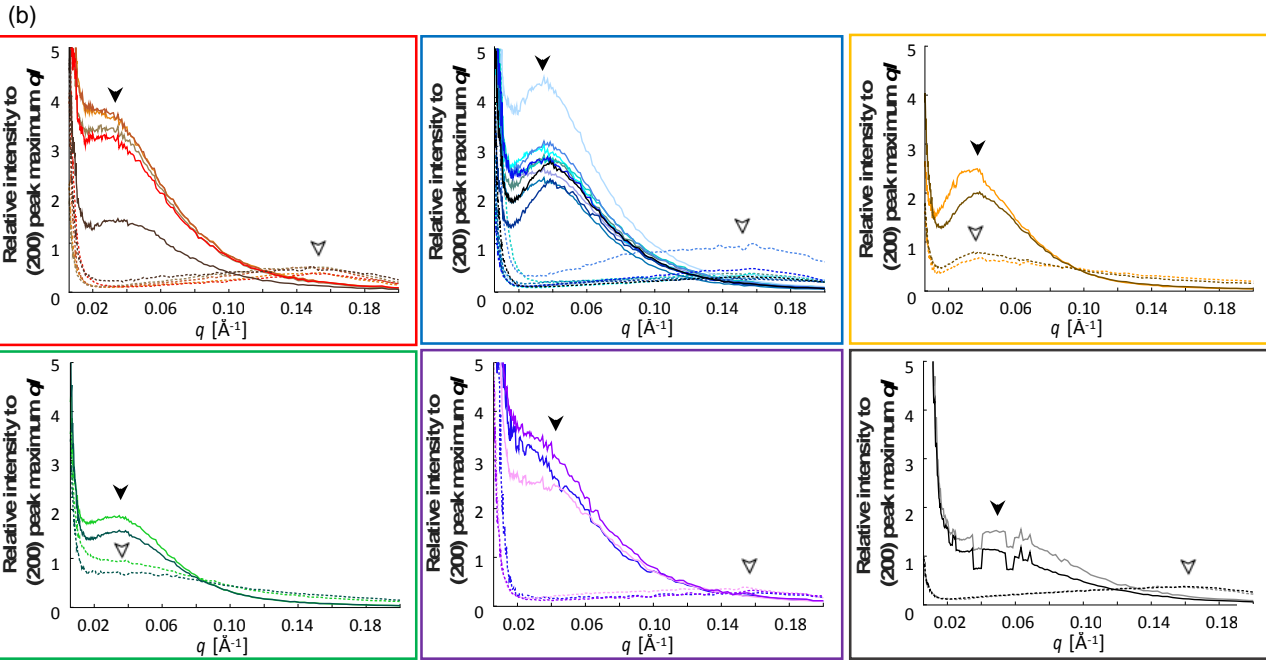 (b)
Relative intensity to
(200) peak maximum qI
5
4
3
2
1
0
0.02 0.06 0.10 0.14 0.18
q [Å-1]
Relative intensity to
(200) peak maximum qI
5
4
3
2
1
0
0.02 0.06 0.10 0.14 0.18
q [Å-1]
Relative intensity to
(200) peak maximum qI
5
4
3
2
1
0
0.02 0.06 0.10 0.14 0.18
q [Å-1]
Relative intensity to
(200) peak maximum qI
5
4
3
2
1
0
0.02 0.06 0.10 0.14 0.18
q [Å-1]
Relative intensity to
(200) peak maximum qI
5
4
3
2
1
0
0.02 0.06 0.10 0.14 0.18
q [Å-1]
Relative intensity to
(200) peak maximum qI
5
4
3
2
1
0
0.02 0.06 0.10 0.14 0.18
q [Å-1]